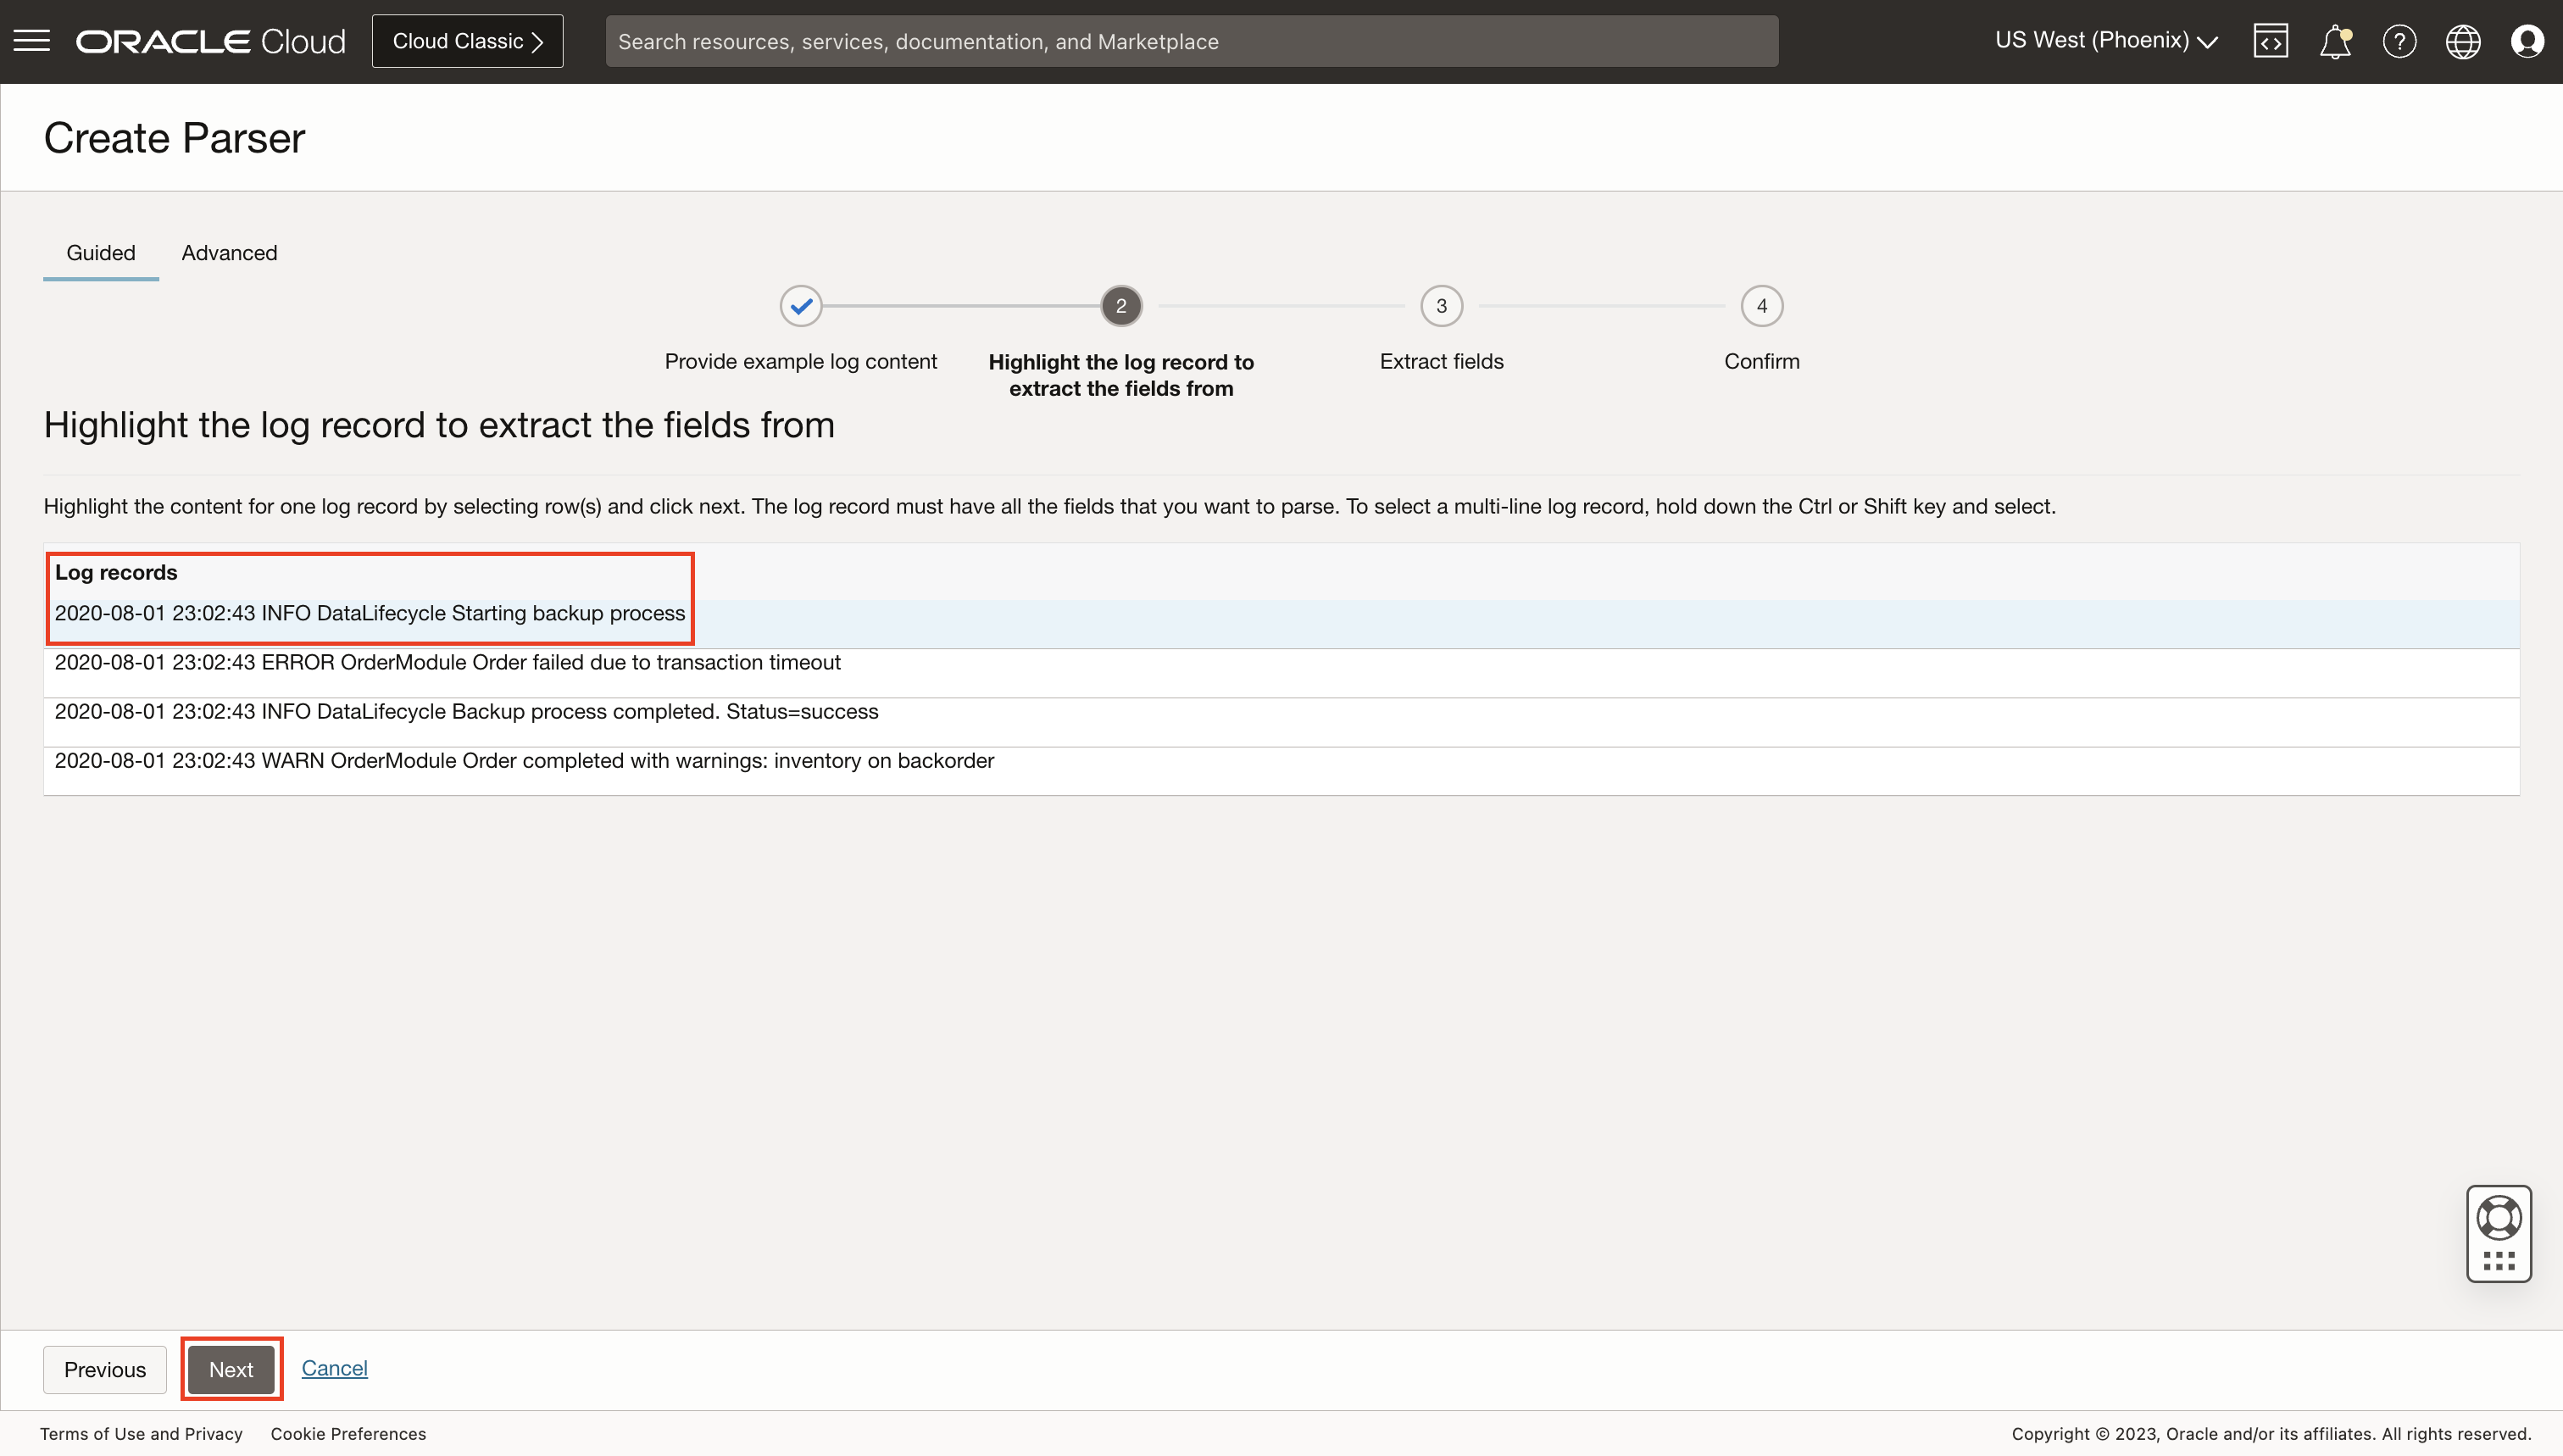 ORACLE Cloud
Cloud Classic
Search resources, services, documentation, and Marketplace
US West (Phoenix)
?
Create Parser
Guided
Advanced
2
3
4
Provide example log content
Highlight the log record to
extract the fields from
Extract fields
Confirm
Highlight the log record to extract the fields from
Highlight the content for one log record by selecting row(s) and click next. The log record must have all the fields that you want to parse. To select a multi-line log record, hold down the Ctrl or Shift key and select.
Log records
2020-08-01 23:02:43 INFO DataLifecycle Starting backup process
2020-08-01 23:02:43 ERROR OrderModule Order failed due to transaction timeout
2020-08-01 23:02:43 INFO DataLifecycle Backup process completed. Status=success
2020-08-01 23:02:43 WARN OrderModule Order completed with warnings: inventory on backorder
Previous
Next
Cancel
Terms of Use and Privacy
Cookie Preferences
Copyright © 2023, Oracle and/or its affiliates. All rights reserved.